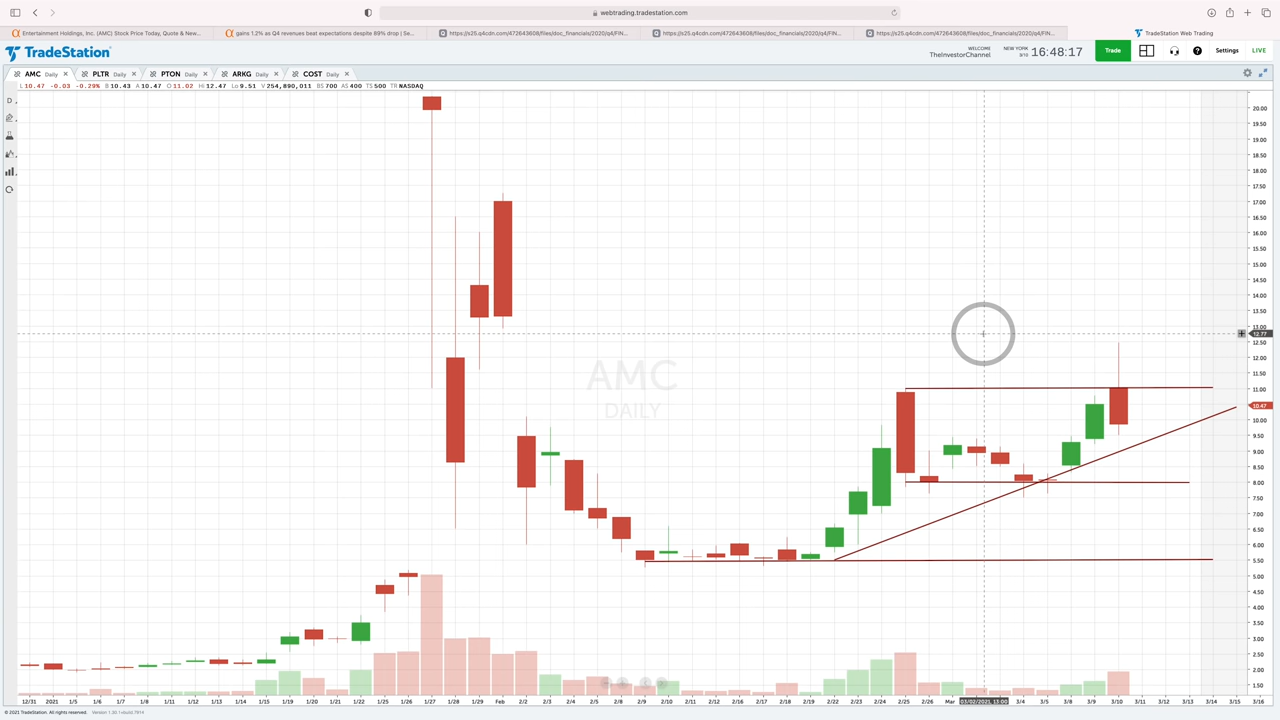 webtrading.tradestation.com
Entertainment Holdings, Inc. (AMC) Stock Price Today, Quote & New...
gains 1.2% as Q4 revenues beat expectations despite 89% drop | Se...
https://s25.q4cdn.com/472643608/files/doc_financials/2020/q4/FIN...
https://s25.q4cdn.com/472643608/files/doc_financials/2020/q4/FIN...
https://s25.q4cdn.com/472643608/files/doc_financials/2020/q4/FIN...
TradeStation Web Trading
TradeStation
WELCOME
TheInvestorChannel
NEW YORK
16:48:17
Trade
Settings
LIVE
AMC Daily
PLTR Daily
PTON Daily
ARKG Daily
COST Daily
L 10.47 -0.03 -0.29% B 10.43 A 10.47 O 11.02 Hi 12.47 Lo 9.51 V 254,890,011 BS 700 AS 400 TS 500 TR NASDAQ
D
AMC
DAILY
20.00
19.50
19.00
18.50
18.00
17.50
17.00
16.50
16.00
15.50
15.00
14.50
14.00
13.50
13.00
12.77
12.50
12.00
11.50
11.00
10.47
10.00
9.50
9.00
8.50
8.00
7.50
7.00
6.50
6.00
5.50
5.00
4.50
4.00
3.50
3.00
2.50
2.00
1.50
12/31 2021 1/5 1/6 1/7 1/8 1/11 1/12 1/13 1/14 1/19 1/20 1/21 1/22 1/25 1/26 1/27 1/28 1/29 Feb 2/2 2/3 2/4 2/5 2/8 2/9 2/10 2/11 2/12 2/16 2/17 2/18 2/19 2/22 2/23 2/24 2/25 2/26 Mar 03/02/2021, 13:00 3/3 3/4 3/5 3/8 3/9 3/10 3/11 3/12 3/13 3/14 3/15 3/16
© 2021 TradeStation. All rights reserved.